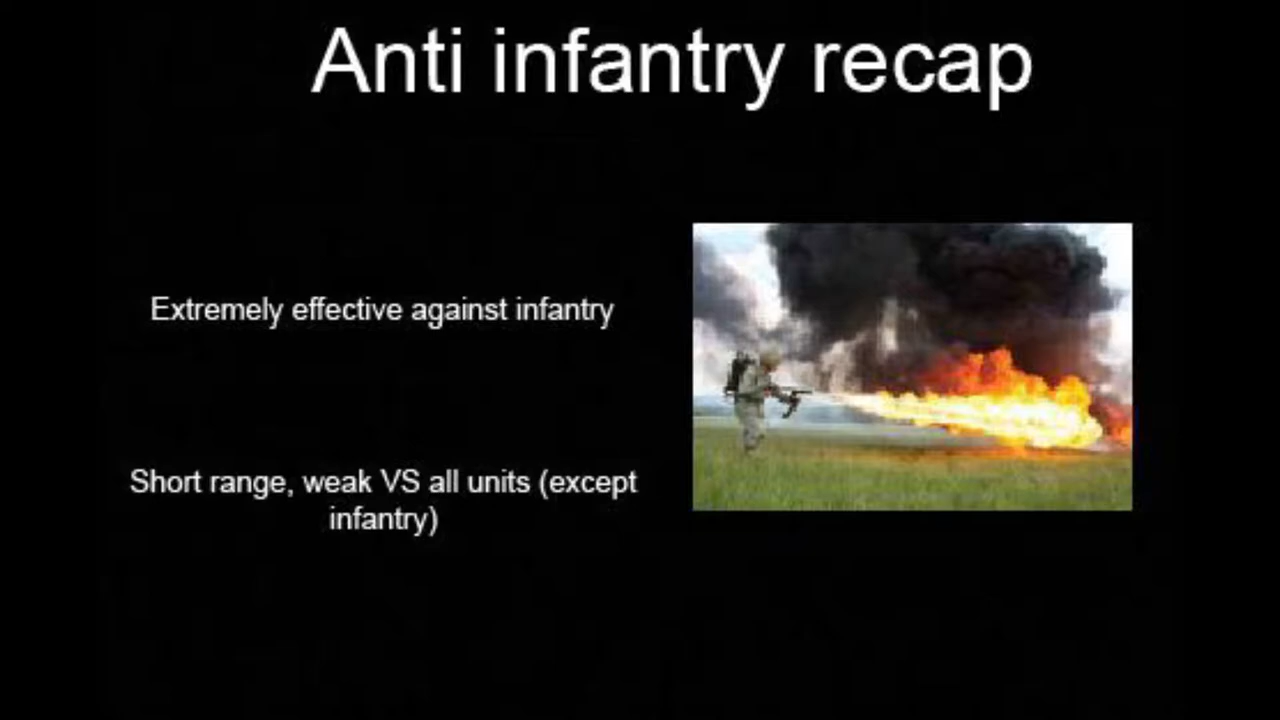 Anti infantry recap
Extremely effective against infantry
Short range, weak VS all units (except
infantry)